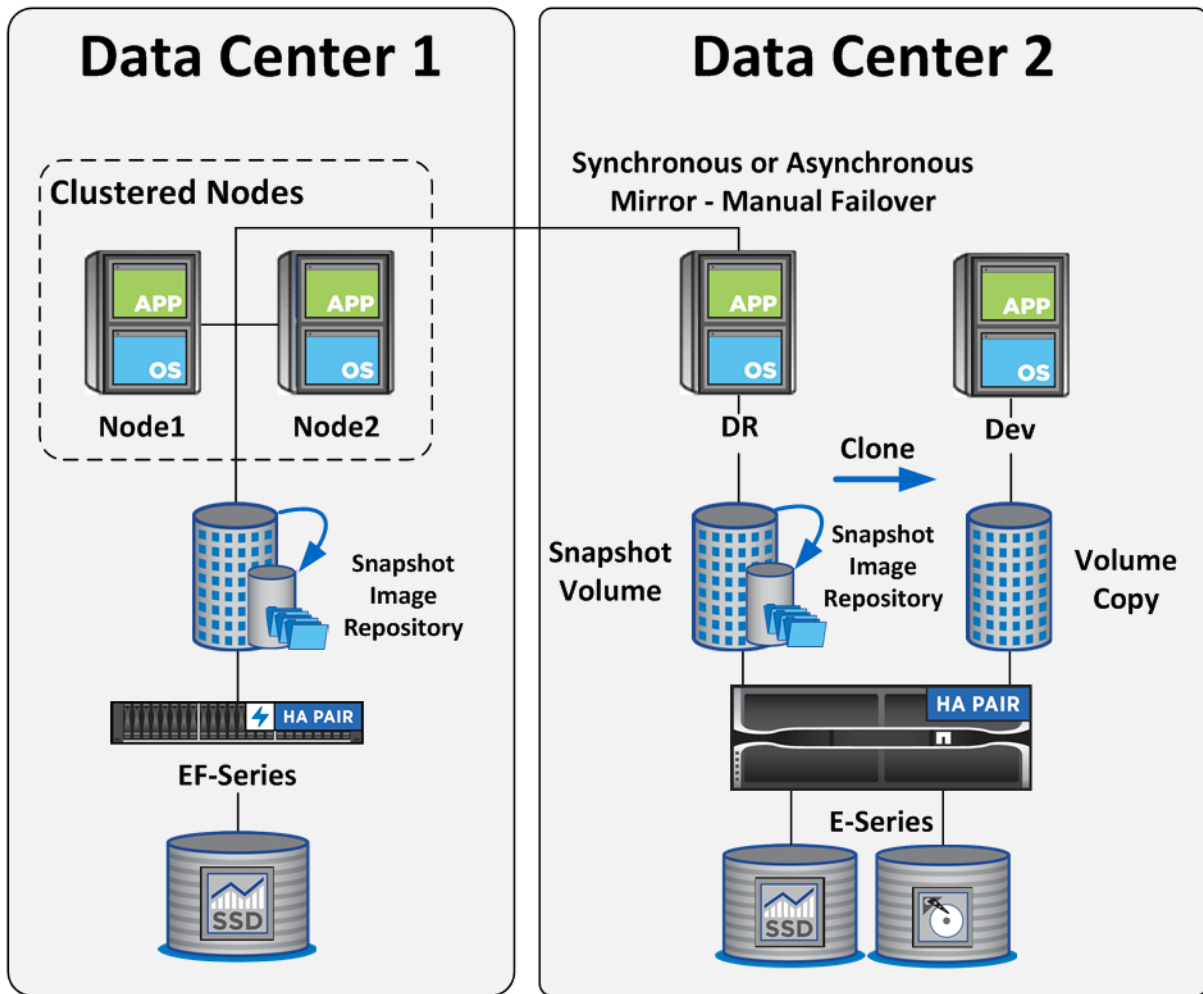 Data Center 1
Clustered Nodes
APP
OS
APP
OS
Node1
Node2
Snapshot
Image
Repository
HA PAIR
EF-Series
SSD
Data Center 2
Synchronous or Asynchronous
Mirror - Manual Failover
APP
OS
APP
OS
DR
Dev
Clone
Snapshot
Volume
Snapshot
Image
Repository
Volume
Copy
HA PAIR
E-Series
SSD